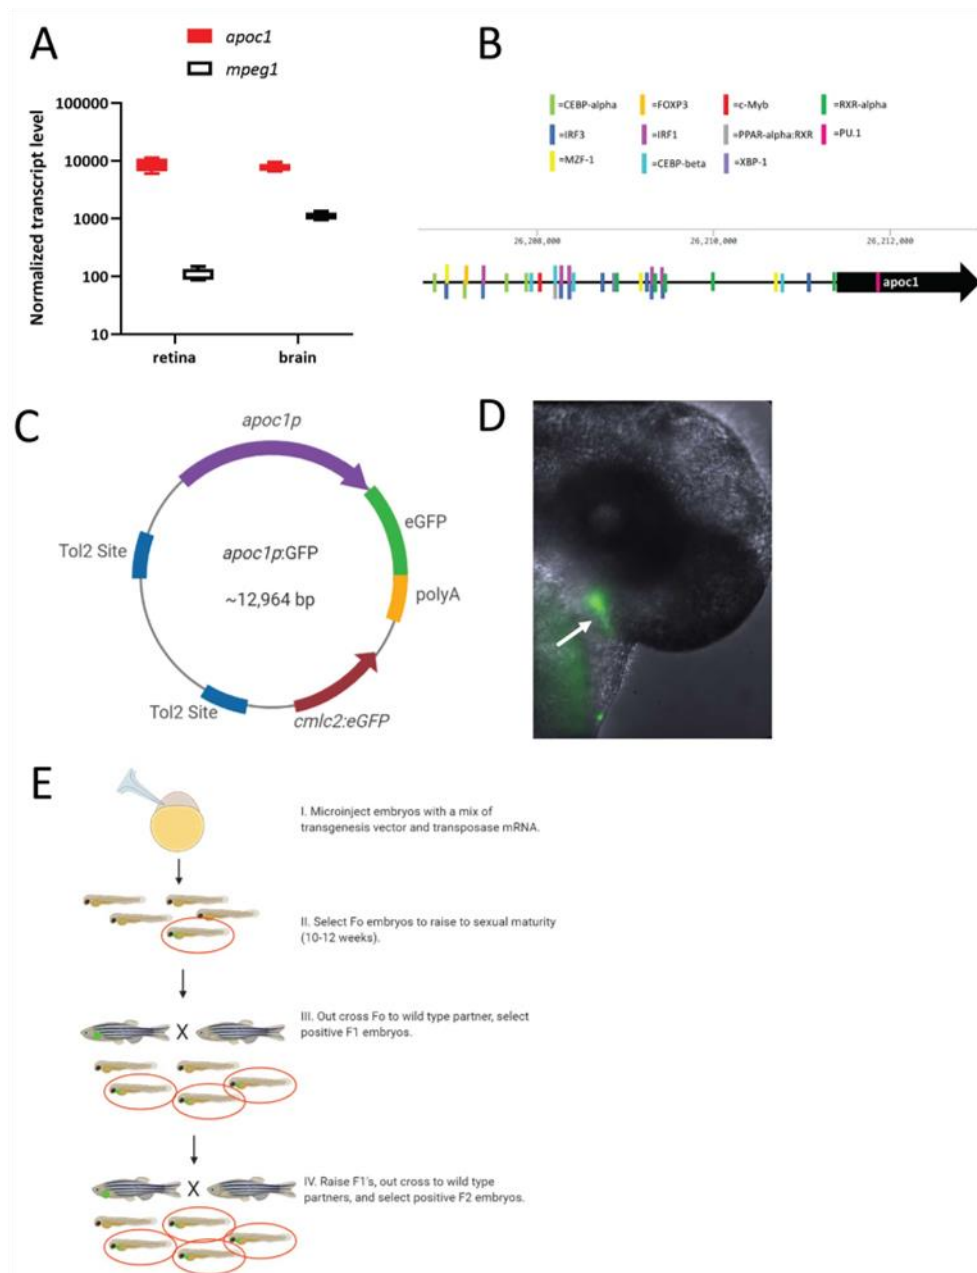 A
apoc1
mpeg1
Normalized transcript level
100000
10000
1000
100
10
retina
brain
B
=CEBP-alpha
=FOXP3
=c-Myb
=RXR-alpha
=IRF3
=IRF1
=PPAR-alpha:RXR
=PU.1
=MZF-1
=CEBP-beta
=XBP-1
26,208,000
26,210,000
26,212,000
apoc1
C
apoc1p
eGFP
Tol2 Site
apoc1p:GFP
~12,964 bp
polyA
Tol2 Site
cmlc2:eGFP
D
E
I. Microinject embryos with a mix of
transgenesis vector and transposase mRNA.
II. Select Fo embryos to raise to sexual maturity
(10-12 weeks).
X
III. Out cross Fo to wild type partner, select
positive F1 embryos.
X
IV. Raise F1's, out cross to wild type
partners, and select positive F2 embryos.